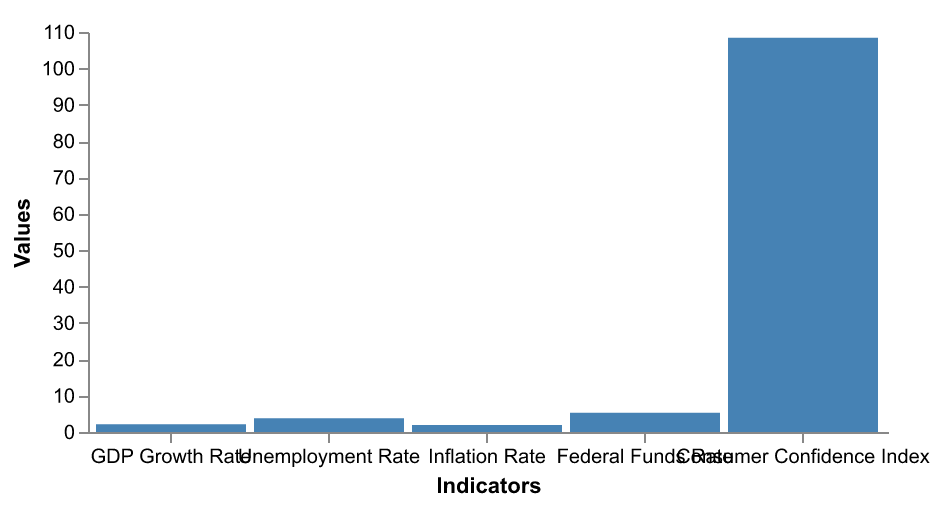 110
100
90
80
70
60
50
40
30
20
10
0
Values
GDP Growth Rate
Unemployment Rate
Inflation Rate
Federal Funds Rate
Consumer Confidence Index
Indicators